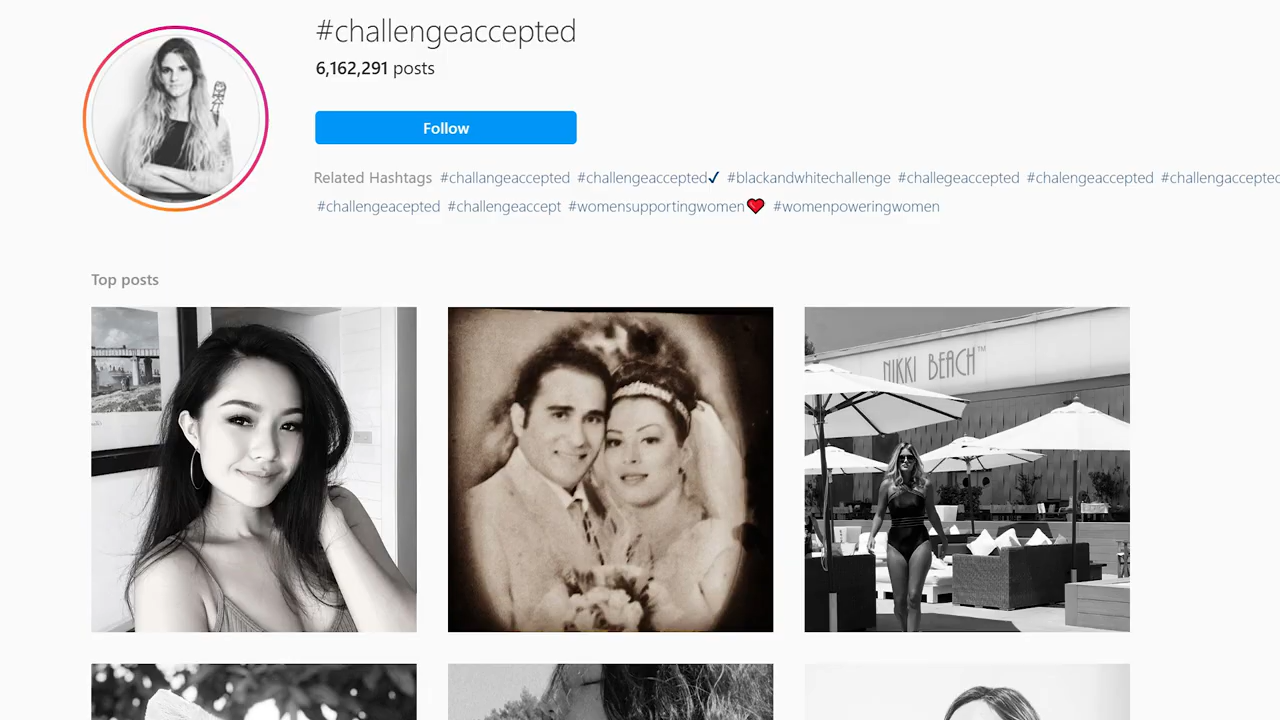 #challengeaccepted
6,162,291 posts
Follow
Related Hashtags #challangeaccepted #challengeaccepted✓ #blackandwhitechallenge #challegeaccepted #chalengeaccepted #challengaccepted
#challengeacepted #challengeaccept #womensupportingwomen❤ #womenpoweringwomen
Top posts
NIKKI BEACH™